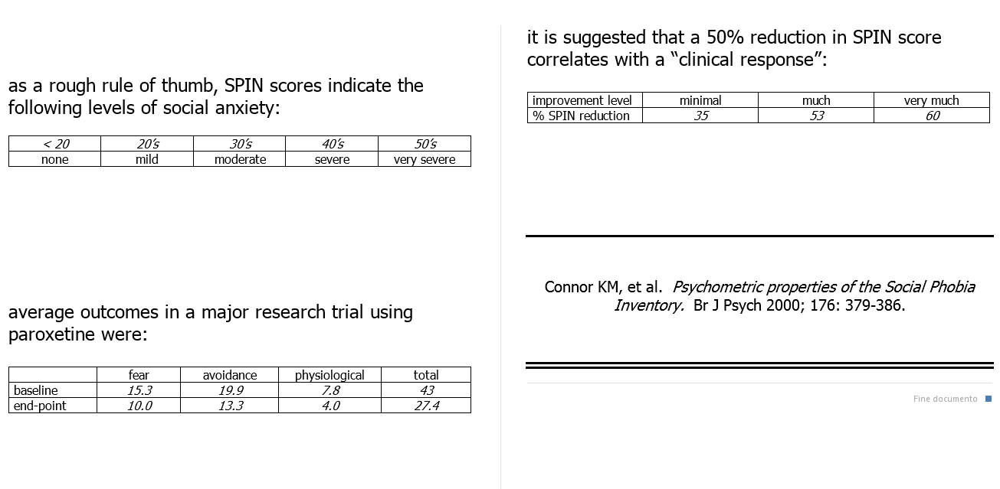 as a rough rule of thumb, SPIN scores indicate the
following levels of social anxiety:
< 20 20's 30's 40's 50's
none mild moderate severe very severe
average outcomes in a major research trial using
paroxetine were:
fear avoidance physiological total
baseline 15.3 19.9 7.8 43
end-point 10.0 13.3 4.0 27.4
it is suggested that a 50% reduction in SPIN score
correlates with a “clinical response”:
improvement level minimal much very much
% SPIN reduction 35 53 60
Connor KM, et al. Psychometric properties of the Social Phobia
Inventory. Br J Psych 2000; 176: 379-386.
Fine documento